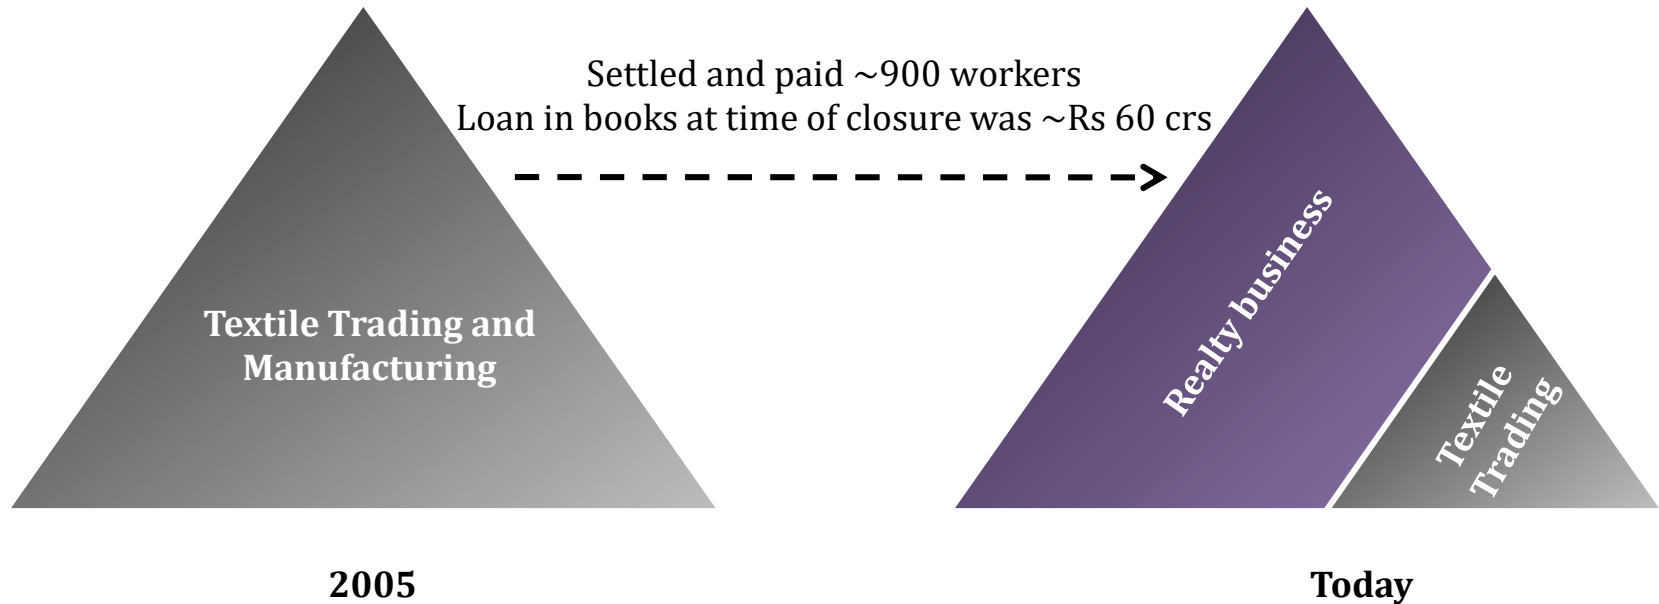 Settled and paid ~900 workers
Loan in books at time of closure was ~Rs 60 crs
Textile Trading and
Manufacturing
Realty business
Textile
Trading
2005
Today